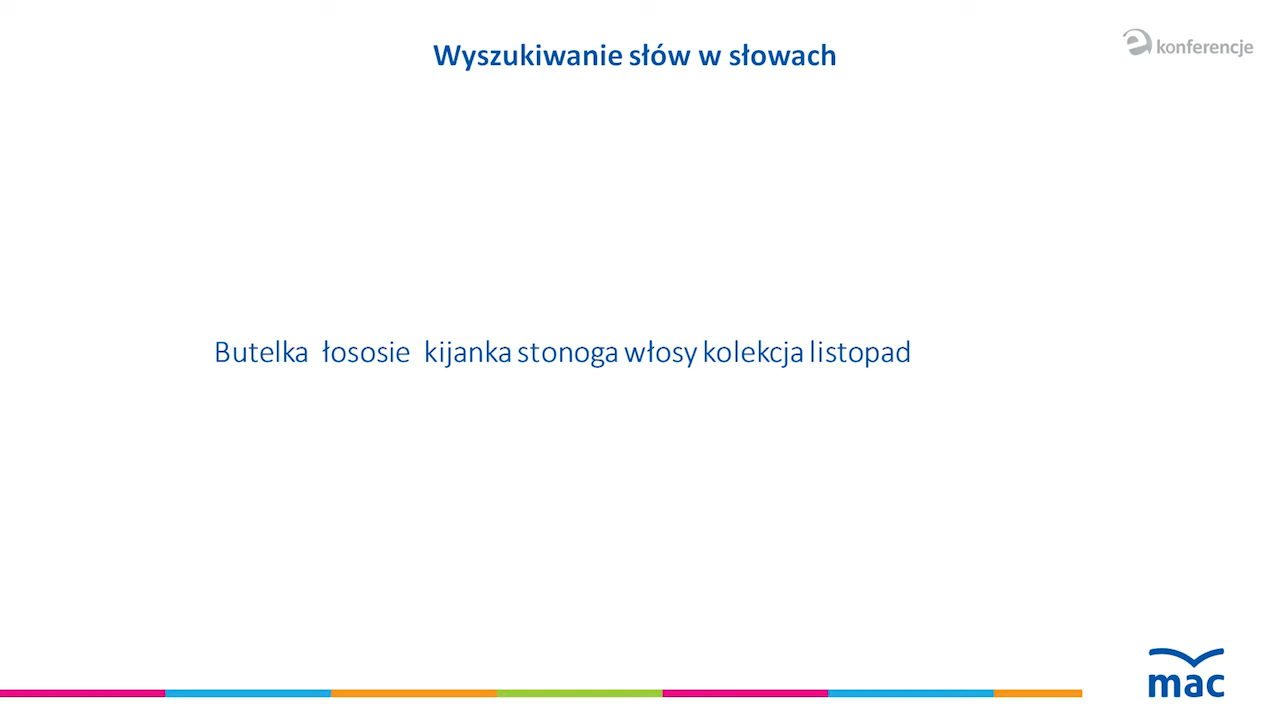 Wyszukiwanie słów w słowach
e konferencje
Butelka łososie kijanka stonoga włosy kolekcja listopad
mac